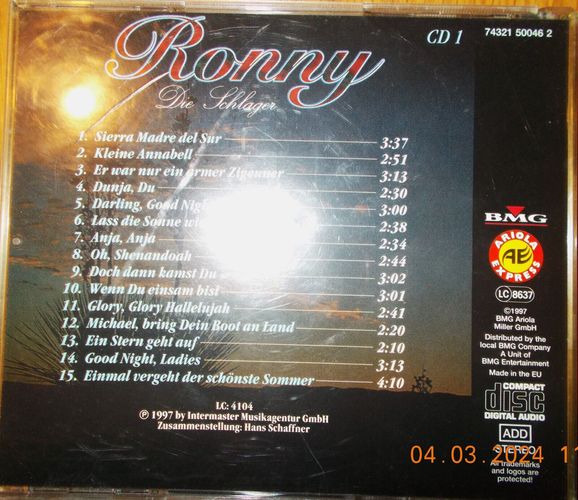 Ronny
CD 1
74321 50046 2
Die Schlager
1. Sierra Madre del Sur 3:37
2. Kleine Annabell 2:51
3. Er war nur ein armer Zigeuner 3:13
4. Dunja, Du 2:30
5. Darling, Good Nigh 3:00
6. Lass die Sonne 2:38
7. Anja, Anja 2:34
8. Oh, Shenandoah 2:44
9. Doch dann kamst Du 3:02
10. Wenn Du einsam bist 3:01
11. Glory, Glory Hallelujah 2:41
12. Michael, bring Dein Boot an Land 2:20
13. Ein Stern geht auf 2:10
14. Good Night, Ladies 3:13
15. Einmal vergeht der schönste Sommer 4:10
LC: 4104
℗ 1997 by Intermaster Musikagentur GmbH
Zusammenstellung: Hans Schaffner
BMG
ARIOLA
AE
EXPRESS
LC 8637
©1997
BMG Ariola
Miller GmbH
Distributed by the
local BMG Company
A Unit of
BMG Entertainment
Made in the EU
COMPACT
disc
DIGITAL AUDIO
ADD
STEREO
All trademarks
and logos are
protected!
04.03.2024 1